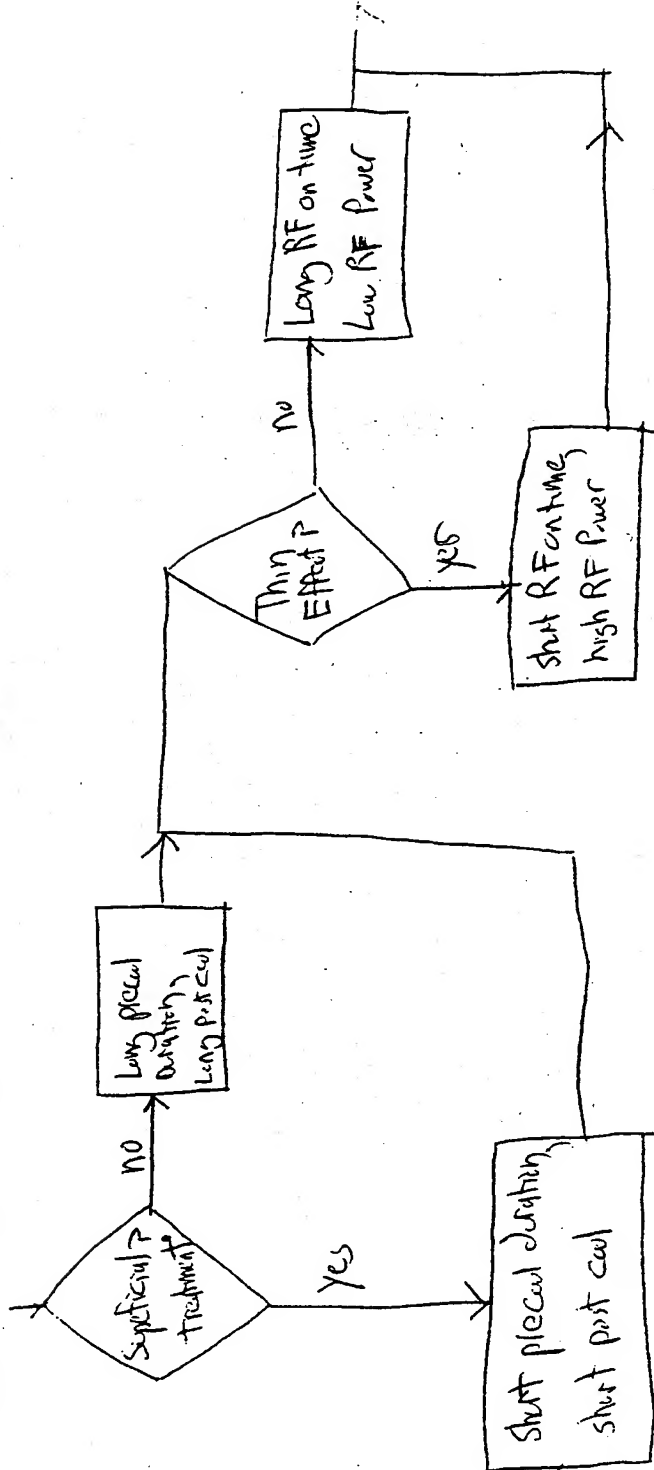 Superficial?
treatment
no
Long precool
Duration,
Long post cool
yes
Short precool duration,
short post cool
Thin
Effect?
no
Long RF on time
Low RF Power
yes
Short RF on time,
high RF Power